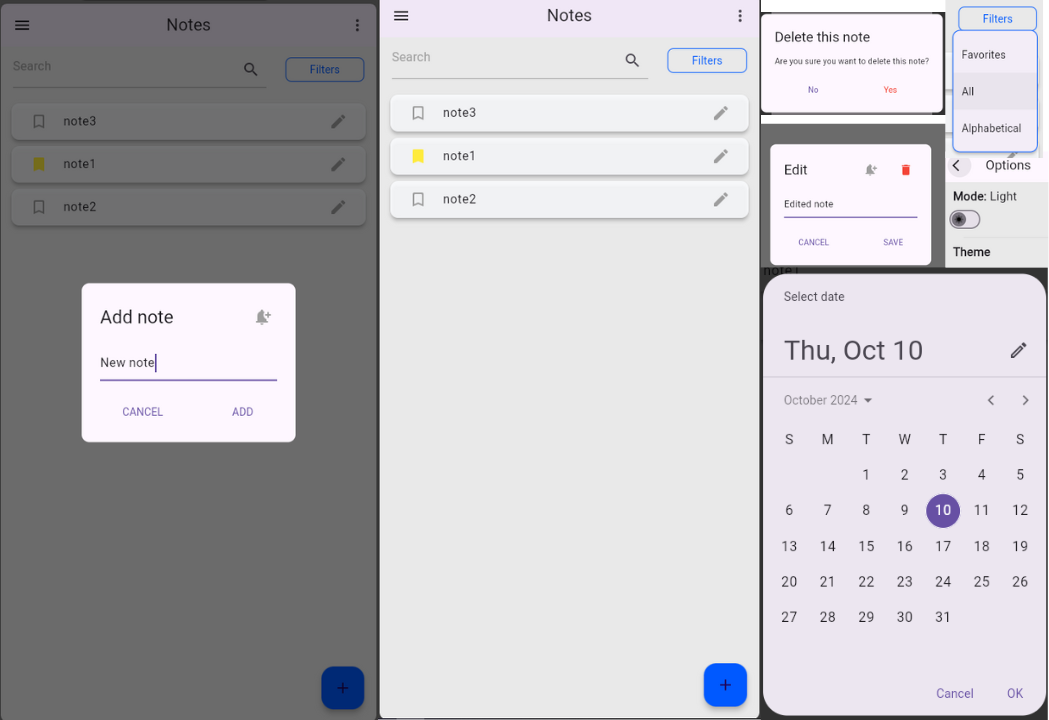 Notes
Search
Filters
note3
note1
note2
Add note
New note
CANCEL ADD
+
Notes
Search
Filters
note3
note1
note2
+
Delete this note
Are you sure you want to delete this note?
No Yes
Filters
Favorites
All
Alphabetical
Edit
Edited note
CANCEL SAVE
Options
Mode: Light
Theme
Select date
Thu, Oct 10
October 2024
S M T W T F S
1 2 3 4 5
6 7 8 9 10 11 12
13 14 15 16 17 18 19
20 21 22 23 24 25 26
27 28 29 30 31
Cancel OK